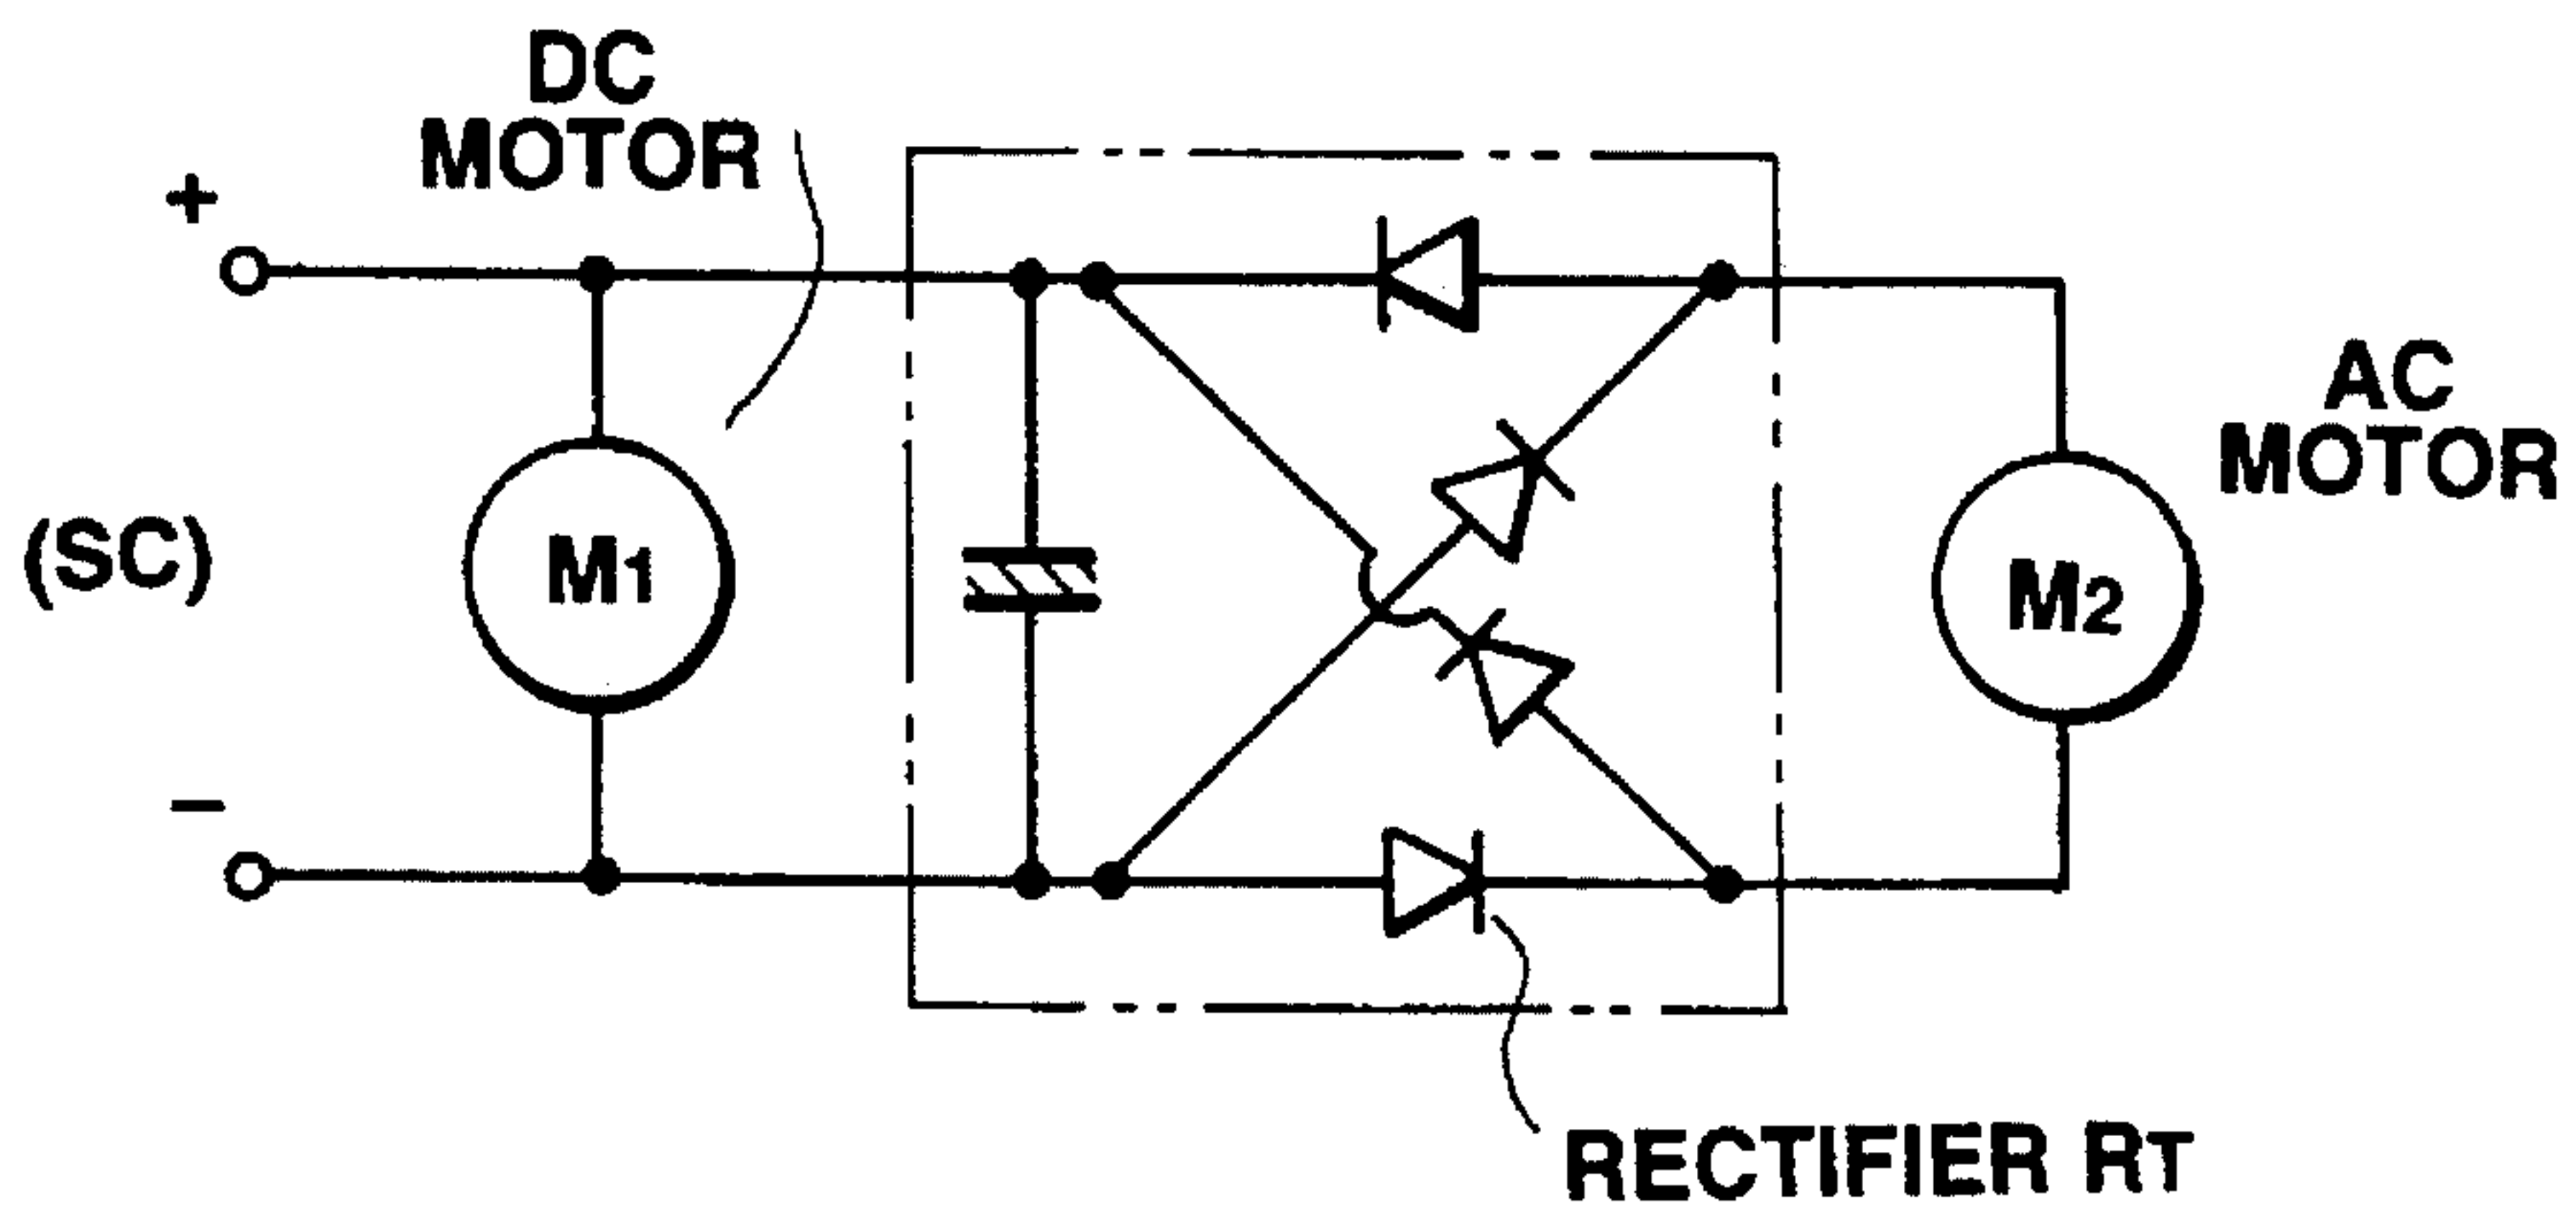 DC
MOTOR
+
(SC)
M1
−
AC
MOTOR
M2
RECTIFIER RT